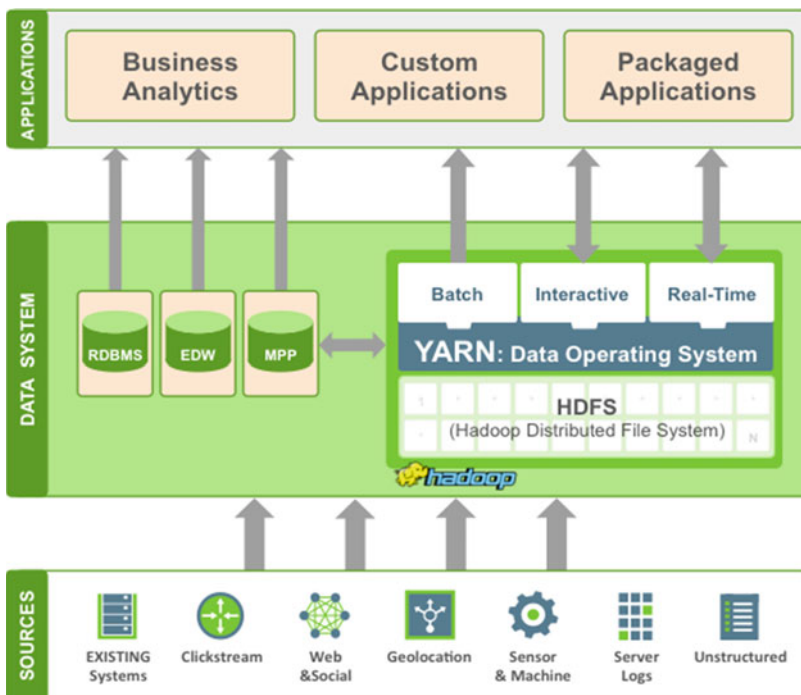 APPLICATIONS
Business
Analytics
Custom
Applications
Packaged
Applications
DATA SYSTEM
RDBMS
EDW
MPP
Batch
Interactive
Real-Time
YARN: Data Operating System
HDFS
(Hadoop Distributed File System)
N
hadoop
SOURCES
EXISTING
Systems
Clickstream
Web
&Social
Geolocation
Sensor
& Machine
Server
Logs
Unstructured